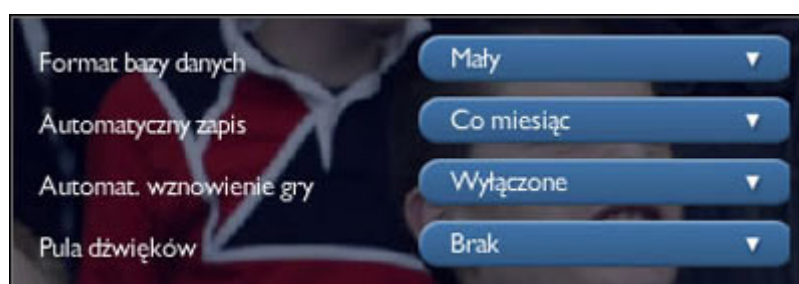 Format bazy danych Mały
Automatyczny zapis Co miesiąc
Automat. wznowienie gry Wyłączone
Pula dźwięków Brak